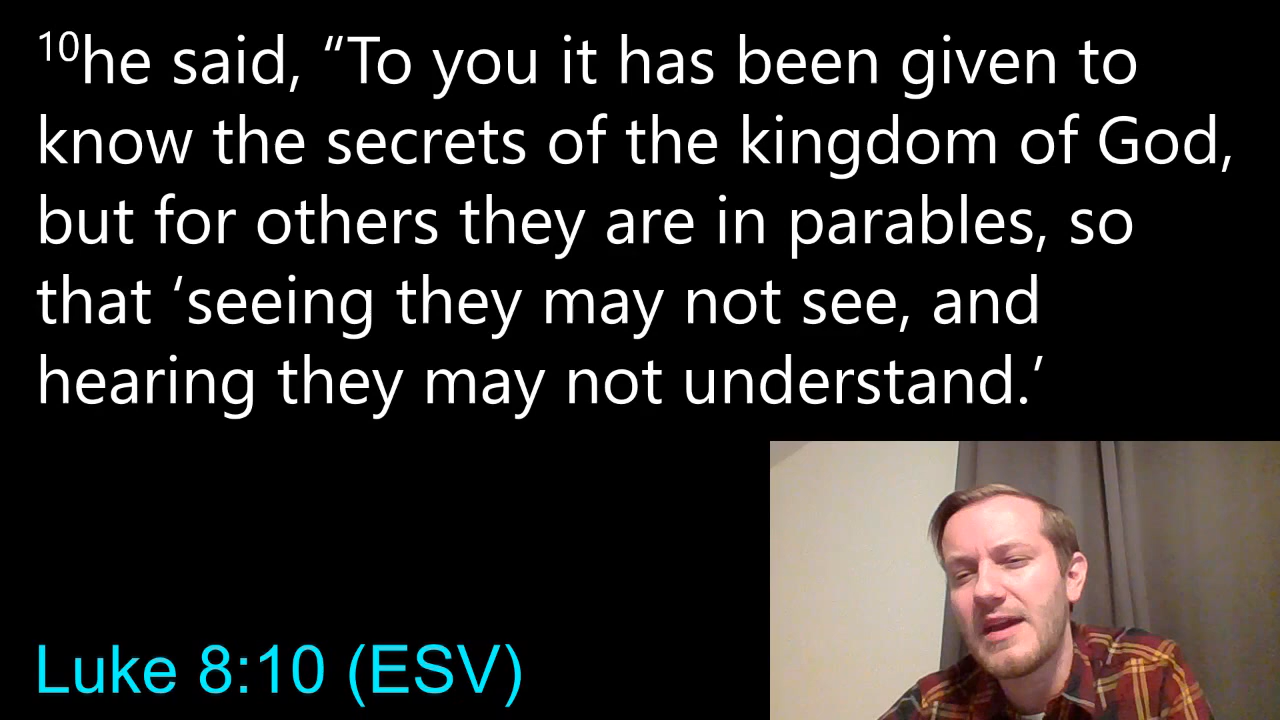 ¹⁰he said, “To you it has been given to
know the secrets of the kingdom of God,
but for others they are in parables, so
that ‘seeing they may not see, and
hearing they may not understand.’
Luke 8:10 (ESV)